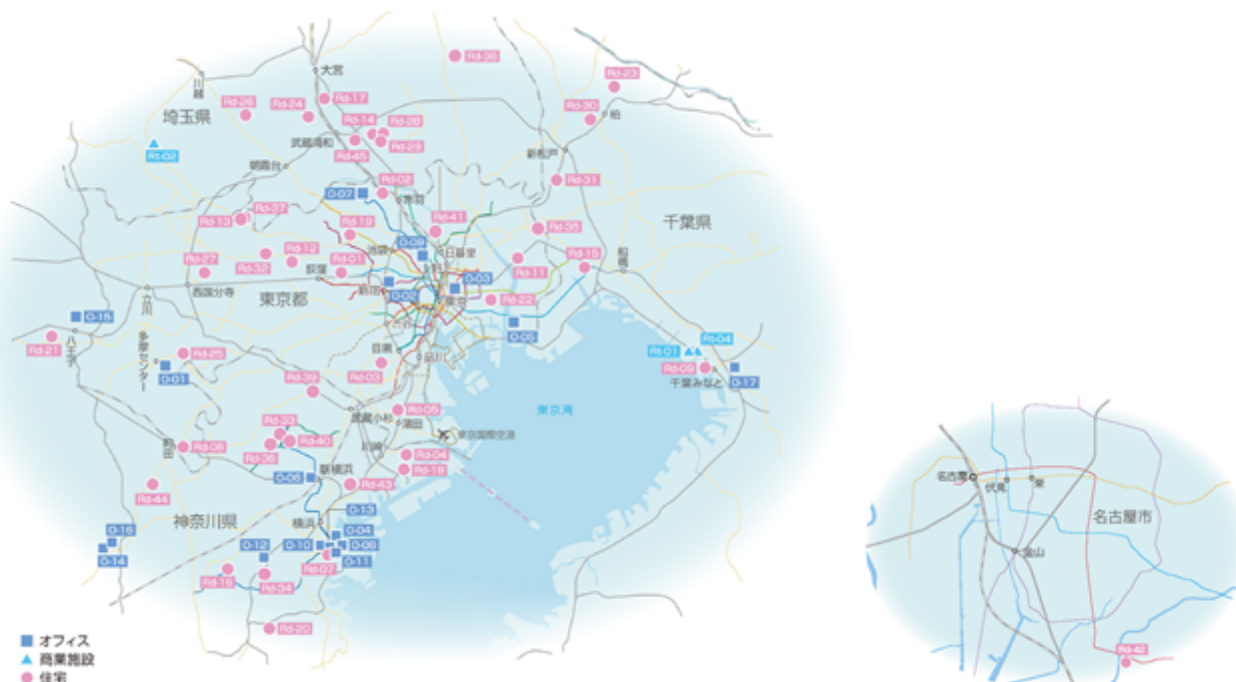 Rd-38
大宮
Rd-23
川越
Rd-26
Rd-24
Rd-17
Rd-30
柏
埼玉県
Rd-14
Rd-28
武蔵浦和
Rd-29
Rt-02
Rd-45
新松戸
朝霞台
Rd-31
Rd-02
O-07
赤羽
Rd-37
Rd-13
Rd-19
Rd-41
Rd-35
千葉県
池袋
O-09
日暮里
Rd-12
Rd-32
Rd-27
Rd-01
荻窪
上野
Rd-11
Rd-15
船橋
西国分寺
東京都
新宿
O-02
O-03
東京
Rd-22
立川
O-15
渋谷
O-05
八王子
Rd-21
多摩センター
Rd-25
O-01
目黒
品川
Rd-03
Rt-01
Rt-04
Rd-09
千葉みなと
O-17
Rd-39
武蔵小杉
Rd-05
蒲田
東京湾
東京国際空港
Rd-33
Rd-40
Rd-36
町田
Rd-08
川崎
Rd-04
Rd-18
O-06
新横浜
Rd-43
Rd-44
神奈川県
横浜
O-13
O-04
O-16
O-14
O-12
O-10
O-08
O-11
Rd-07
Rd-16
Rd-34
Rd-20
オフィス
商業施設
住宅
名古屋
伏見
栄
名古屋市
金山
Rd-42